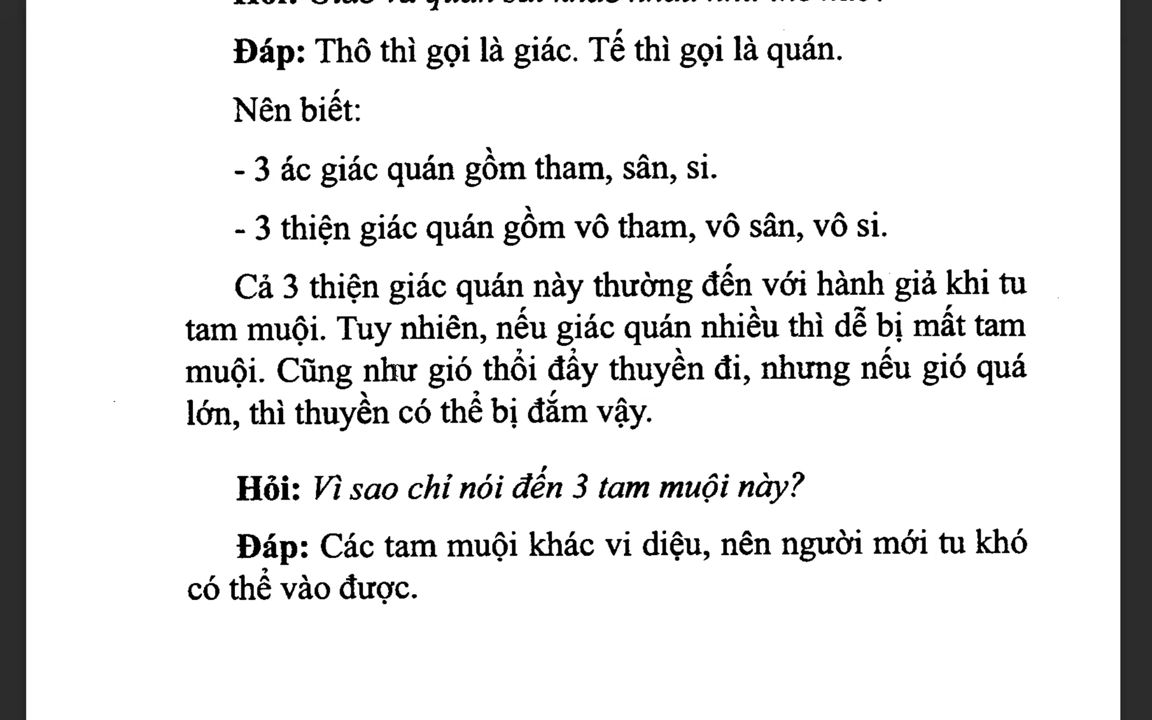 Đáp: Thô thì gọi là giác. Tế thì gọi là quán.
Nên biết:
- 3 ác giác quán gồm tham, sân, si.
- 3 thiện giác quán gồm vô tham, vô sân, vô si.
Cả 3 thiện giác quán này thường đến với hành giả khi tu
tam muội. Tuy nhiên, nếu giác quán nhiều thì dễ bị mất tam
muội. Cũng như gió thổi đẩy thuyền đi, nhưng nếu gió quá
lớn, thì thuyền có thể bị đắm vậy.
Hỏi: Vì sao chỉ nói đến 3 tam muội này?
Đáp: Các tam muội khác vi diệu, nên người mới tu khó
có thể vào được.